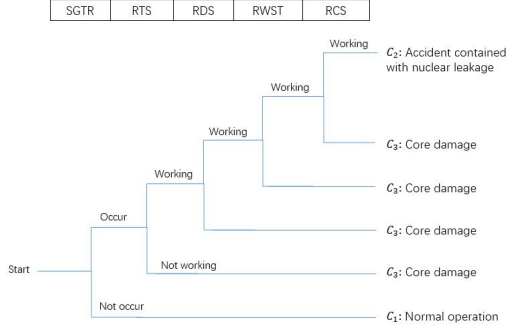 SGTR RTS RDS RWST RCS
Working
C₂: Accident contained
with nuclear leakage
Working
Working
C₃: Core damage
Working
C₃: Core damage
Occur
C₃: Core damage
Start
Not working
C₃: Core damage
Not occur
C₁: Normal operation